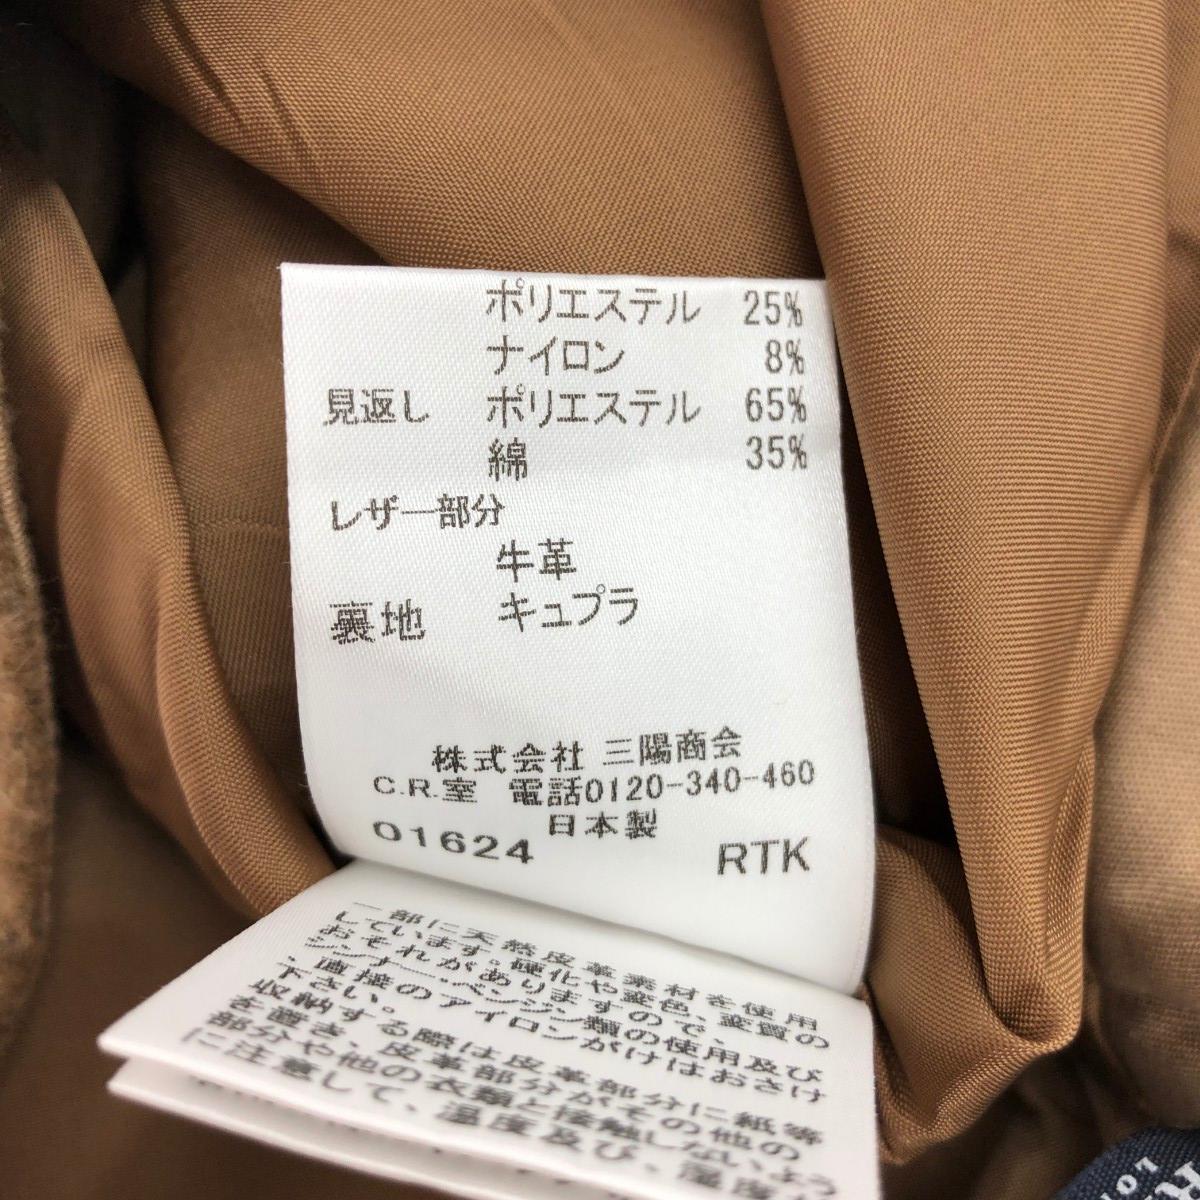 ポリエステル 25%
ナイロン 8%
見返し ポリエステル 65%
綿 35%
レザー部分
牛革
裏地 キュプラ
株式会社 三陽商会
C.R.室 電話0120-340-460
日本製
01624 RTK
一部に天然皮革素材を使用
しています。硬化や変色、変質の
おそれがありますので、
シンナー・ベンジン類の使用及び
、直接のアイロンがけはおさけ
下さい。
収納する際は皮革部分に紙等
を置き、皮革部分がその他の
部分や他の衣類と接触しないよう
に注意して、温度及び、湿度
LO